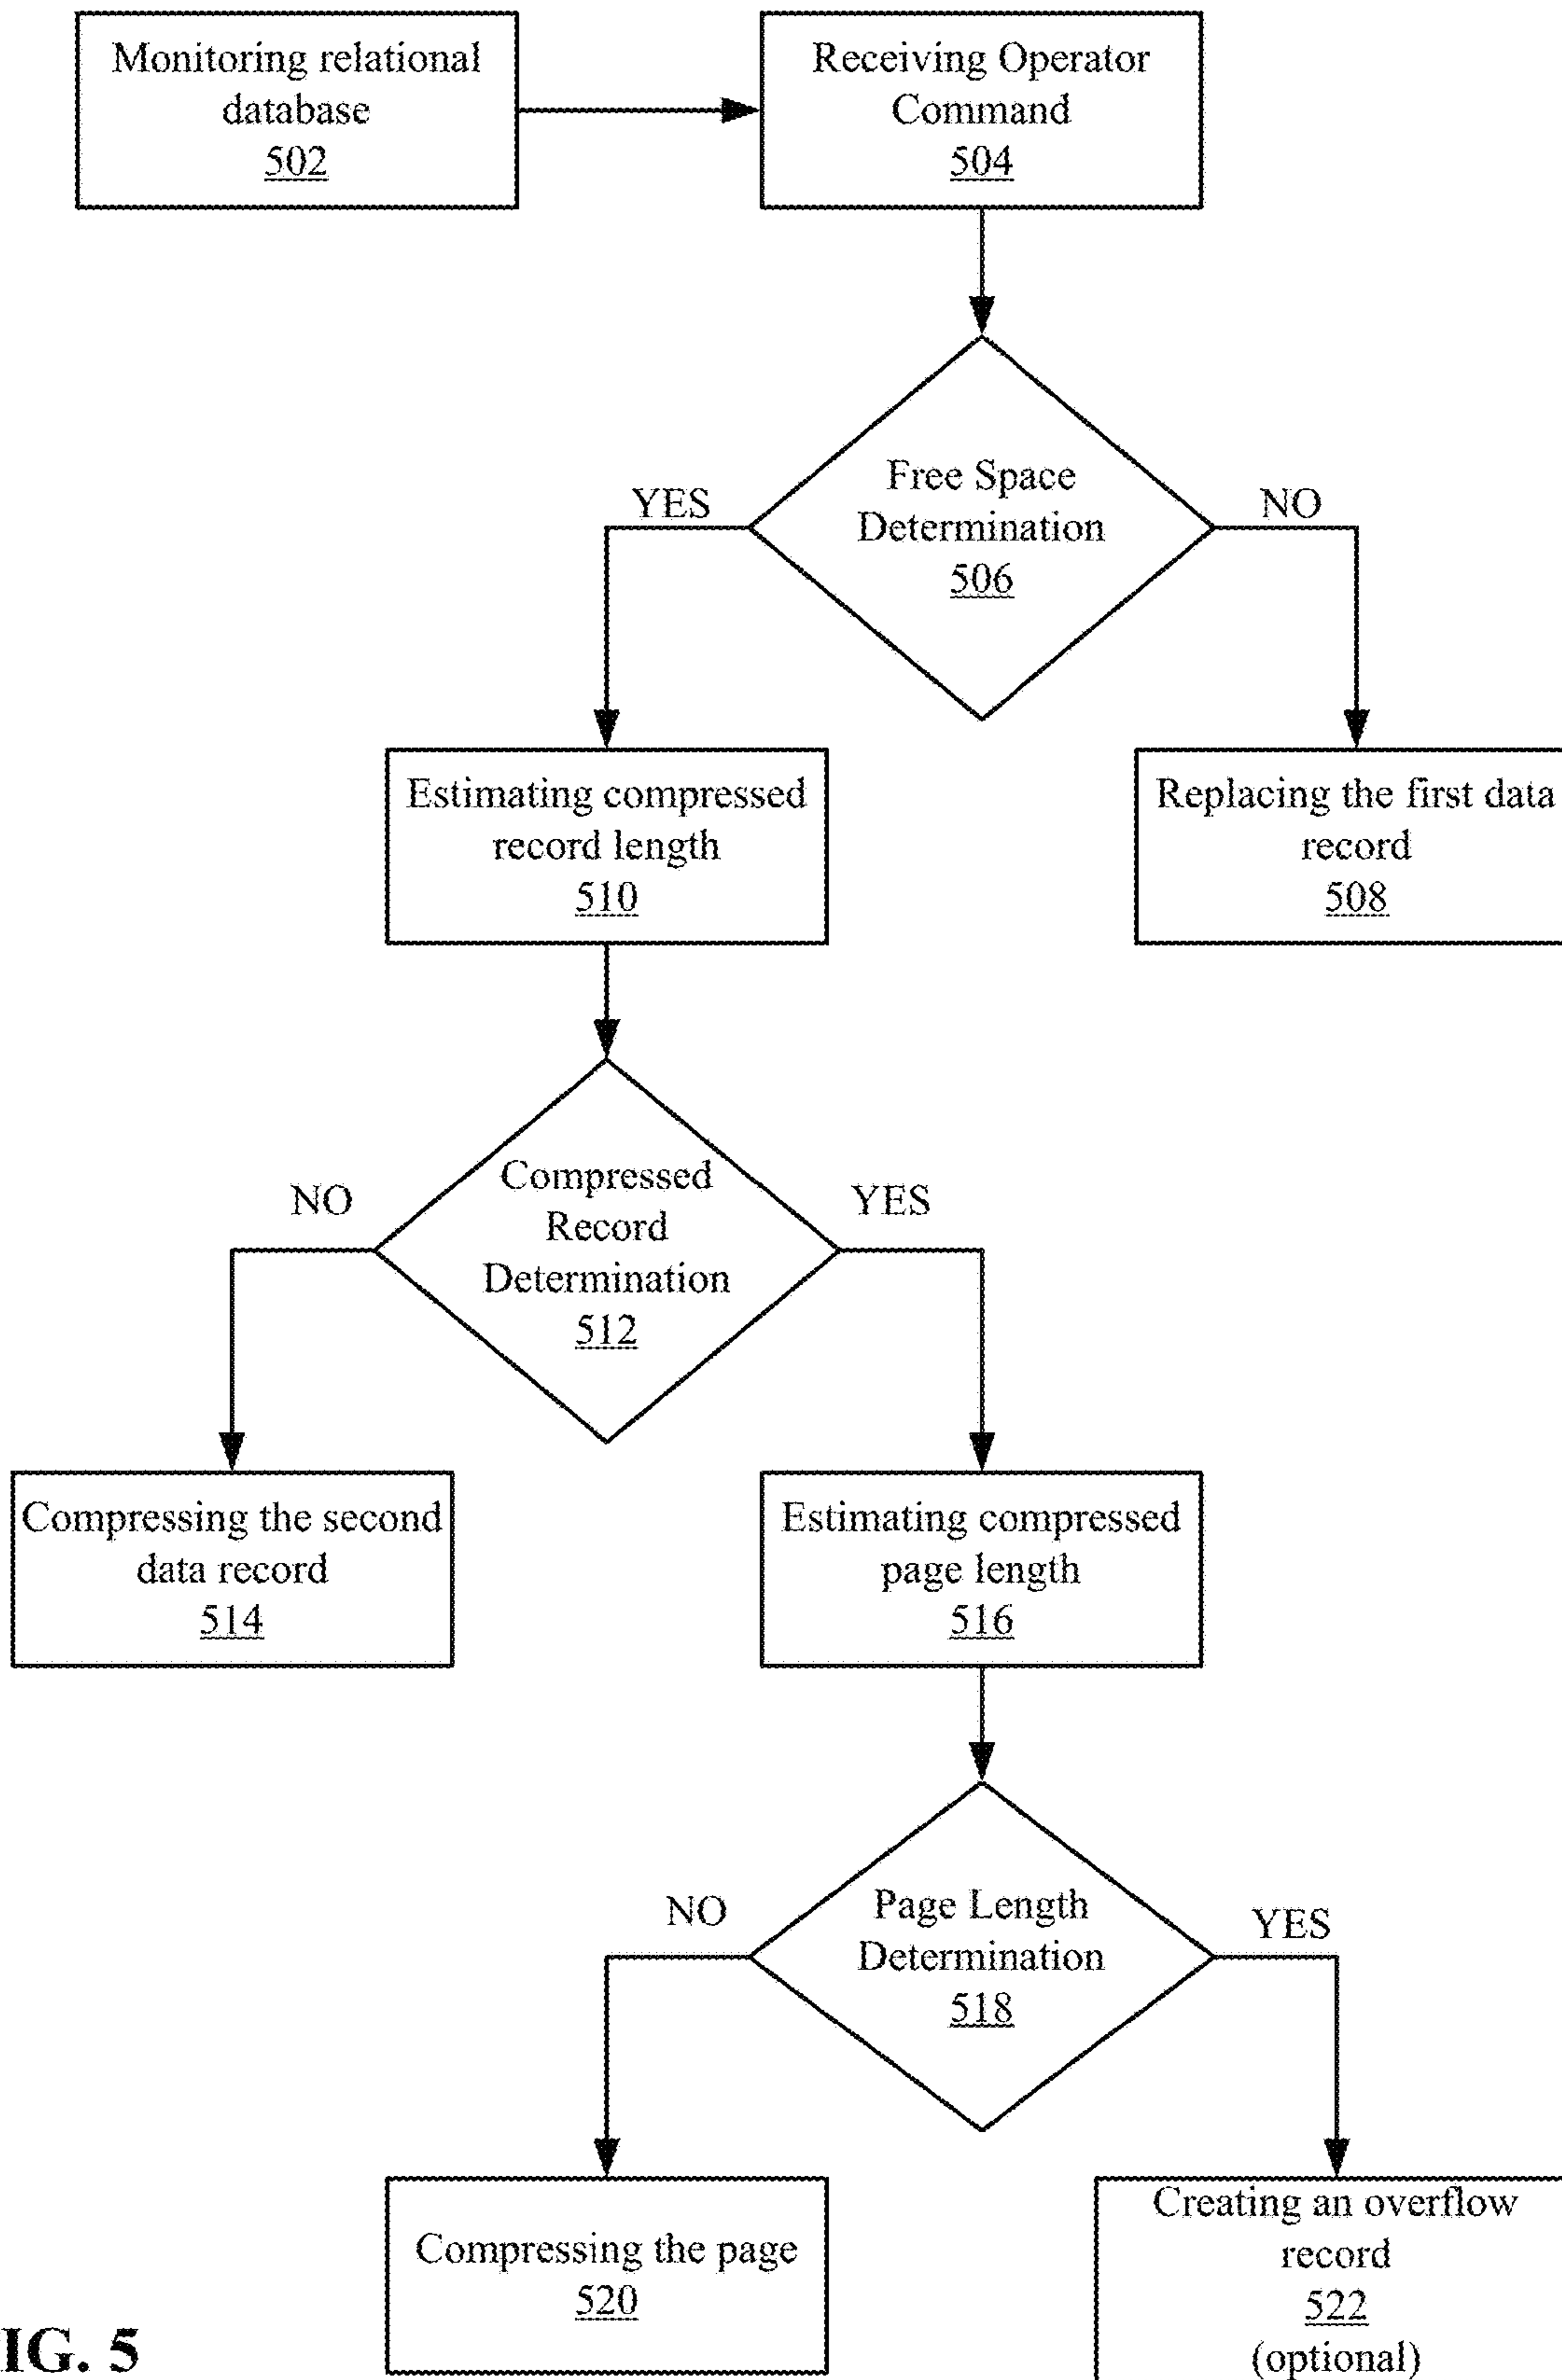 Monitoring relational
database
502
Receiving Operator
Command
504
Free Space
Determination
506
YES
NO
Estimating compressed
record length
510
Replacing the first data
record
508
Compressed
Record
Determination
512
NO
YES
Compressing the second
data record
514
Estimating compressed
page length
516
Page Length
Determination
518
NO
YES
Compressing the page
520
Creating an overflow
record
522
(optional)
IG. 5